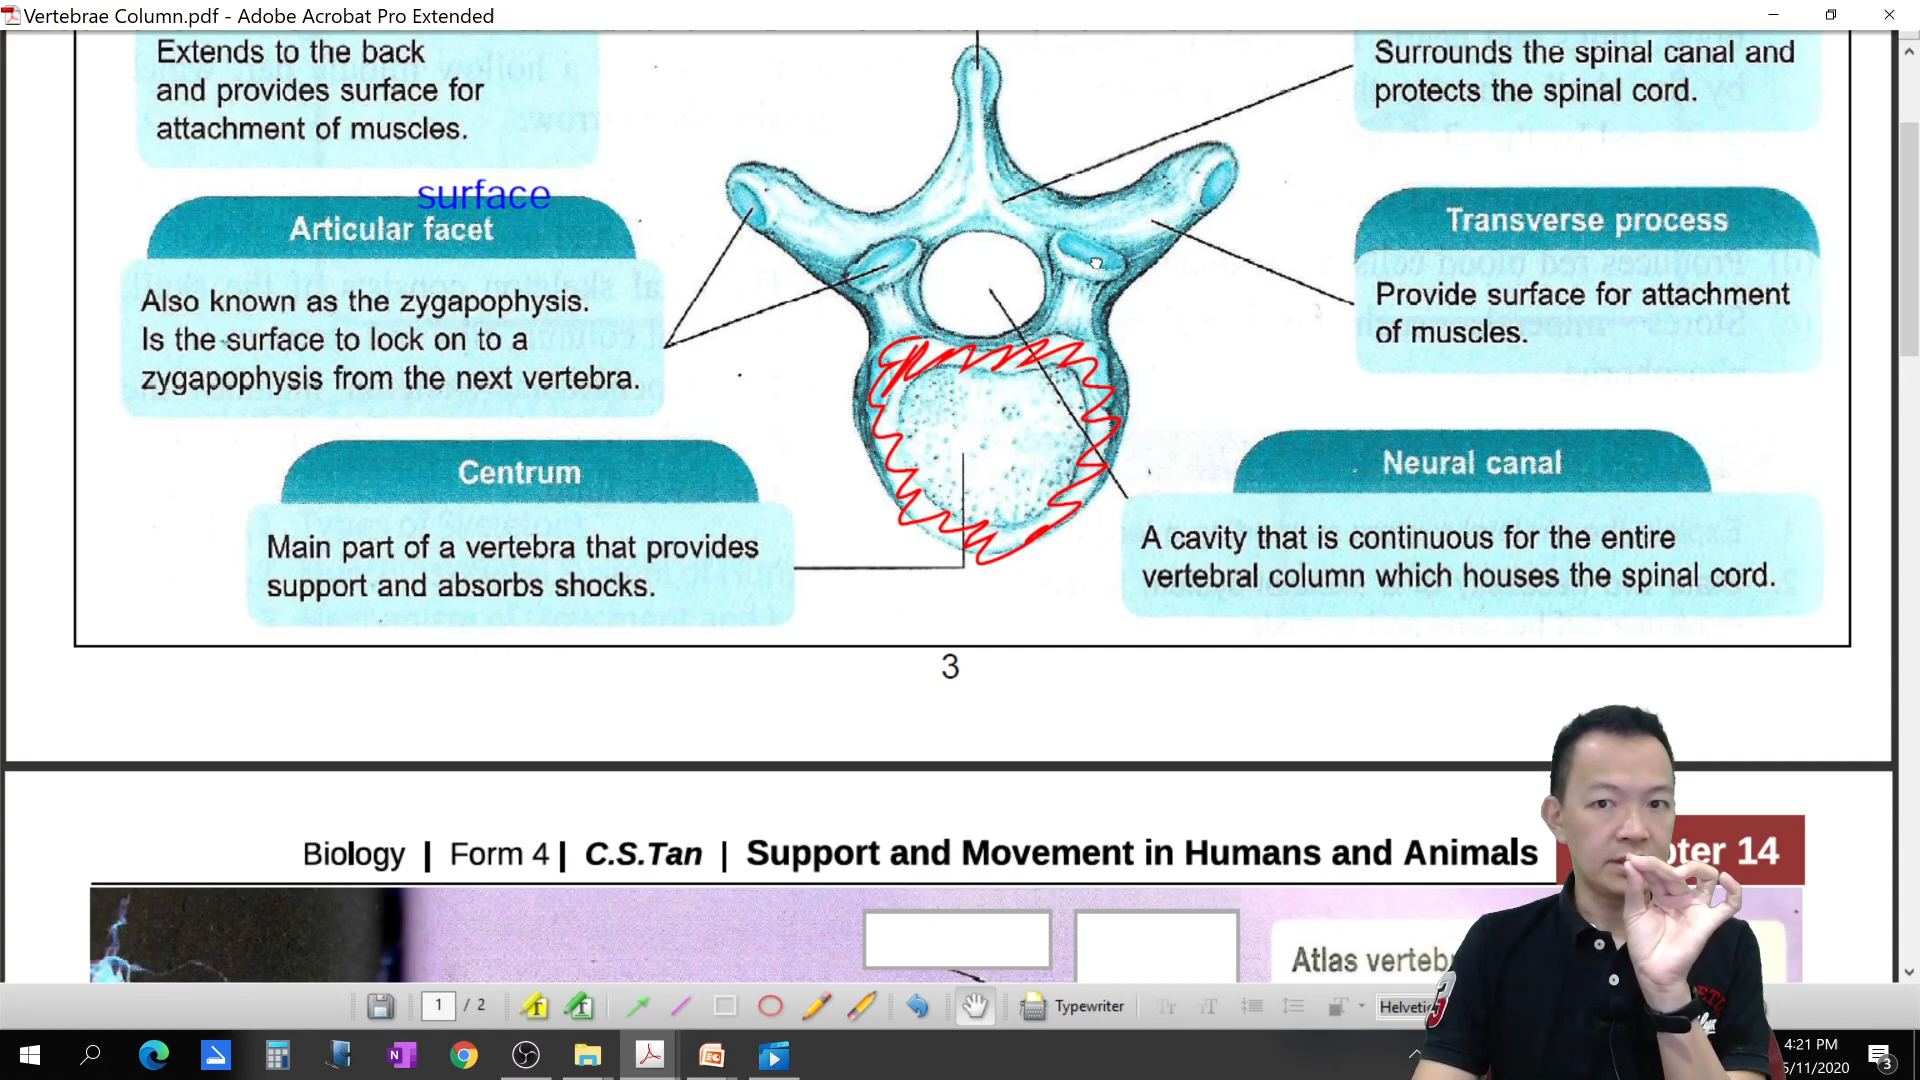 Vertebrae Column.pdf - Adobe Acrobat Pro Extended
Extends to the back
and provides surface for
attachment of muscles.
Surrounds the spinal canal and
protects the spinal cord.
surface
Articular facet
Also known as the zygapophysis.
Is the surface to lock on to a
zygapophysis from the next vertebra.
Transverse process
Provide surface for attachment
of muscles.
Centrum
Main part of a vertebra that provides
support and absorbs shocks.
Neural canal
A cavity that is continuous for the entire
vertebral column which houses the spinal cord.
3
Biology | Form 4 | C.S.Tan | Support and Movement in Humans and Animals
14
Atlas
1 / 2
Typewriter
4:21 PM
/11/2020
3